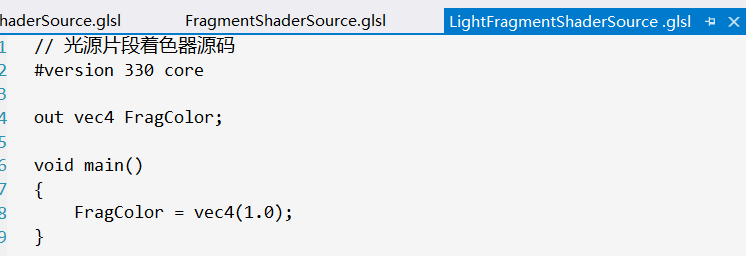 haderSource.glsl FragmentShaderSource.glsl LightFragmentShaderSource .glsl
1 // 光源片段着色器源码
2 #version 330 core
3
4 out vec4 FragColor;
5
6 void main()
7 {
8 FragColor = vec4(1.0);
9 }